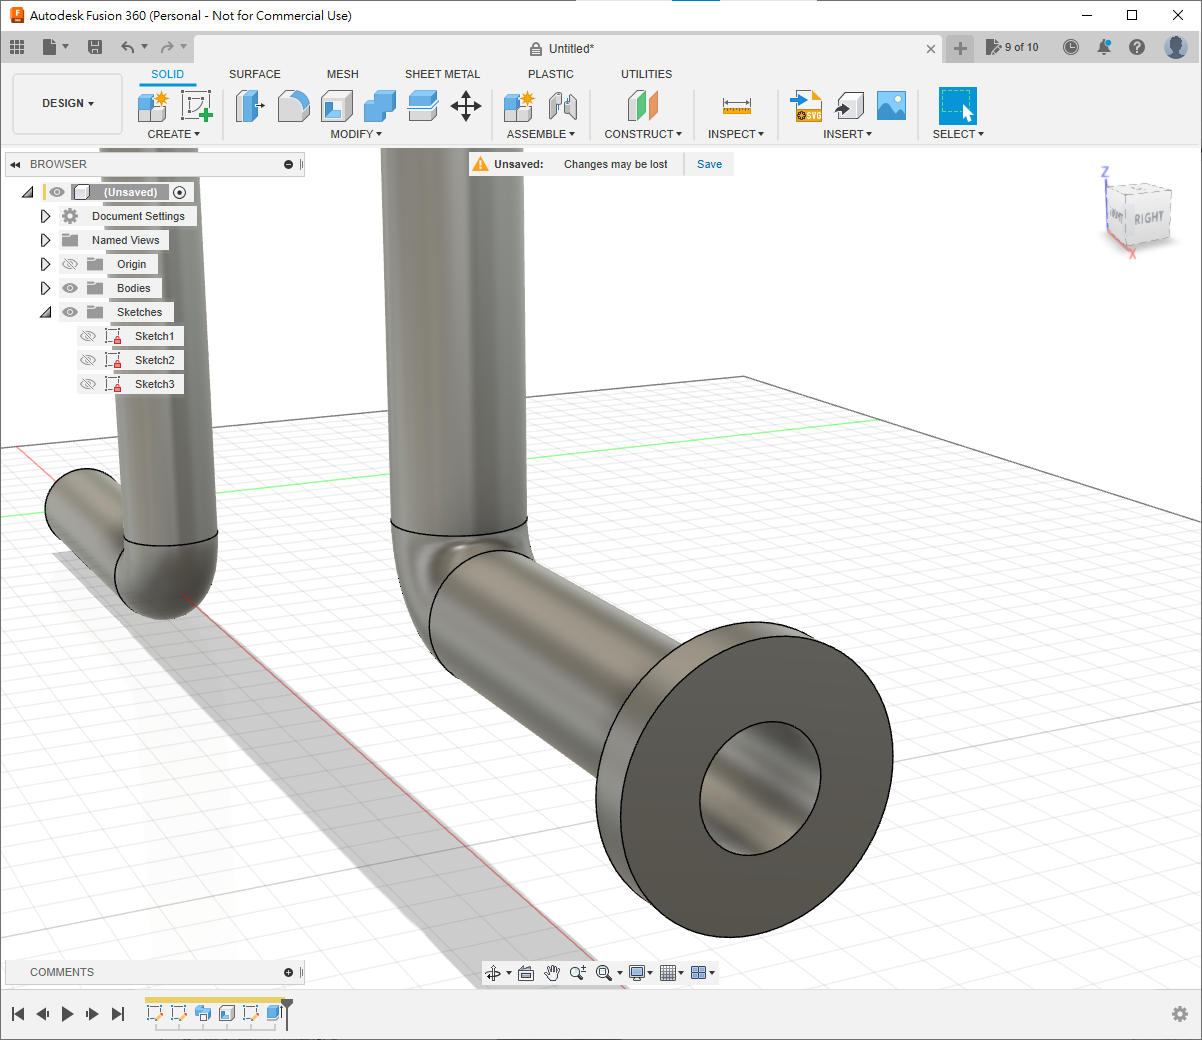 Autodesk Fusion 360 (Personal - Not for Commercial Use)
Untitled*
9 of 10
DESIGN
SOLID SURFACE MESH SHEET METAL PLASTIC UTILITIES
CREATE MODIFY ASSEMBLE CONSTRUCT INSPECT INSERT SELECT
SVG
BROWSER
Unsaved: Changes may be lost Save
(Unsaved)
Document Settings
Named Views
Origin
Bodies
Sketches
Sketch1
Sketch2
Sketch3
Z
RIGHT
X
COMMENTS